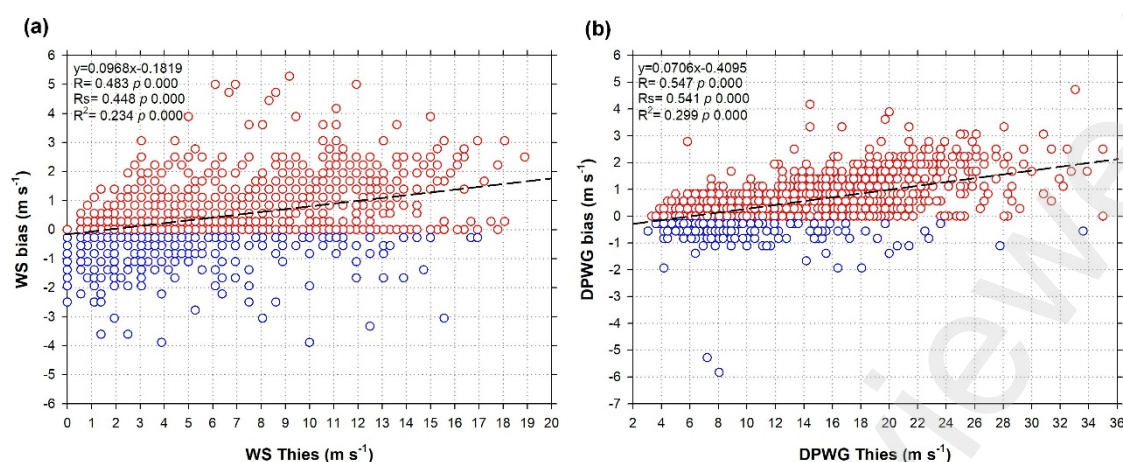 (a)
y=0.0968x-0.1819
R= 0.483 p 0.000
Rs= 0.448 p 0.000
R²= 0.234 p 0.000
6
5
4
3
2
1
0
-1
-2
-3
-4
-5
-6
WS bias (m s⁻¹)
0 1 2 3 4 5 6 7 8 9 10 11 12 13 14 15 16 17 18 19 20
WS Thies (m s⁻¹)
(b)
y=0.0706x-0.4095
R= 0.547 p 0.000
Rs= 0.541 p 0.000
R²= 0.299 p 0.000
6
5
4
3
2
1
0
-1
-2
-3
-4
-5
-6
-7
DPWG bias (m s⁻¹)
2 4 6 8 10 12 14 16 18 20 22 24 26 28 30 32 34 36
DPWG Thies (m s⁻¹)